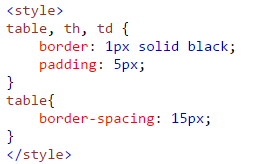 <style>
table, th, td {
    border: 1px solid black;
    padding: 5px;
}
table{
    border-spacing: 15px;
}
</style>